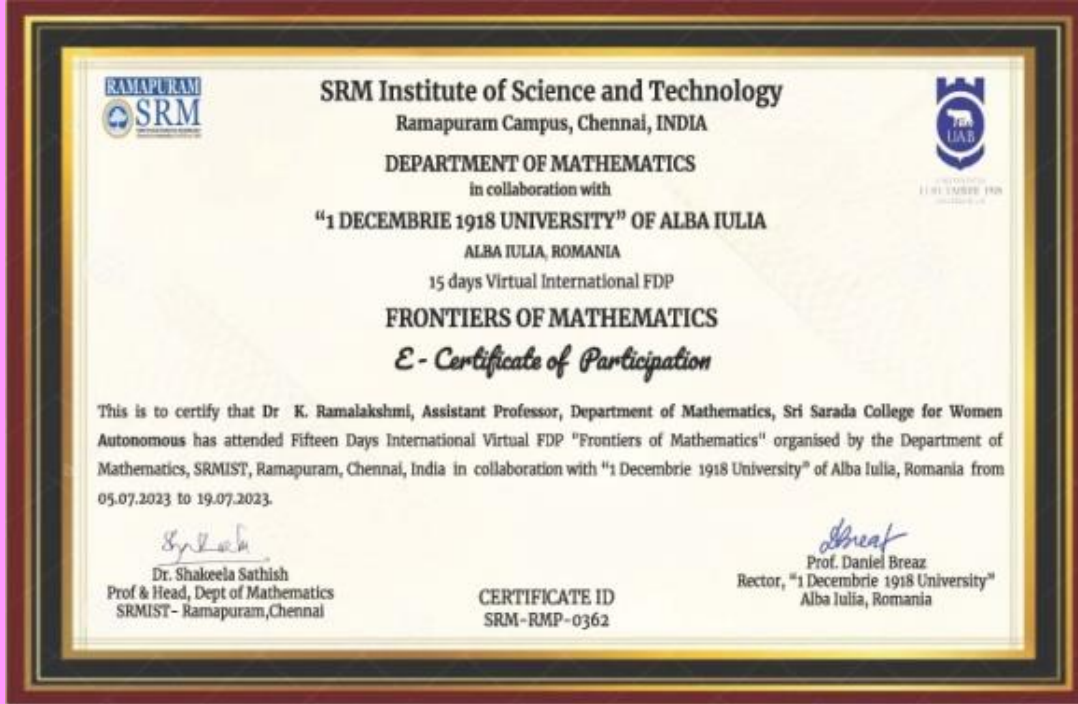 RAMAPURAM
SRM
SRM Institute of Science and Technology
Ramapuram Campus, Chennai, INDIA
UAB
DEPARTMENT OF MATHEMATICS
in collaboration with
“1 DECEMBRIE 1918 UNIVERSITY” OF ALBA IULIA
ALBA IULIA, ROMANIA
15 days Virtual International FDP
FRONTIERS OF MATHEMATICS
E - Certificate of Participation
This is to certify that Dr K. Ramalakshmi, Assistant Professor, Department of Mathematics, Sri Sarada College for Women
Autonomous has attended Fifteen Days International Virtual FDP "Frontiers of Mathematics" organised by the Department of
Mathematics, SRMIST, Ramapuram, Chennai, India in collaboration with “1 Decembrie 1918 University” of Alba Iulia, Romania from
05.07.2023 to 19.07.2023.
Dr. Shakeela Sathish
Prof & Head, Dept of Mathematics
SRMIST- Ramapuram,Chennai
CERTIFICATE ID
SRM-RMP-0362
Prof. Daniel Breaz
Rector, “1 Decembrie 1918 University”
Alba Iulia, Romania